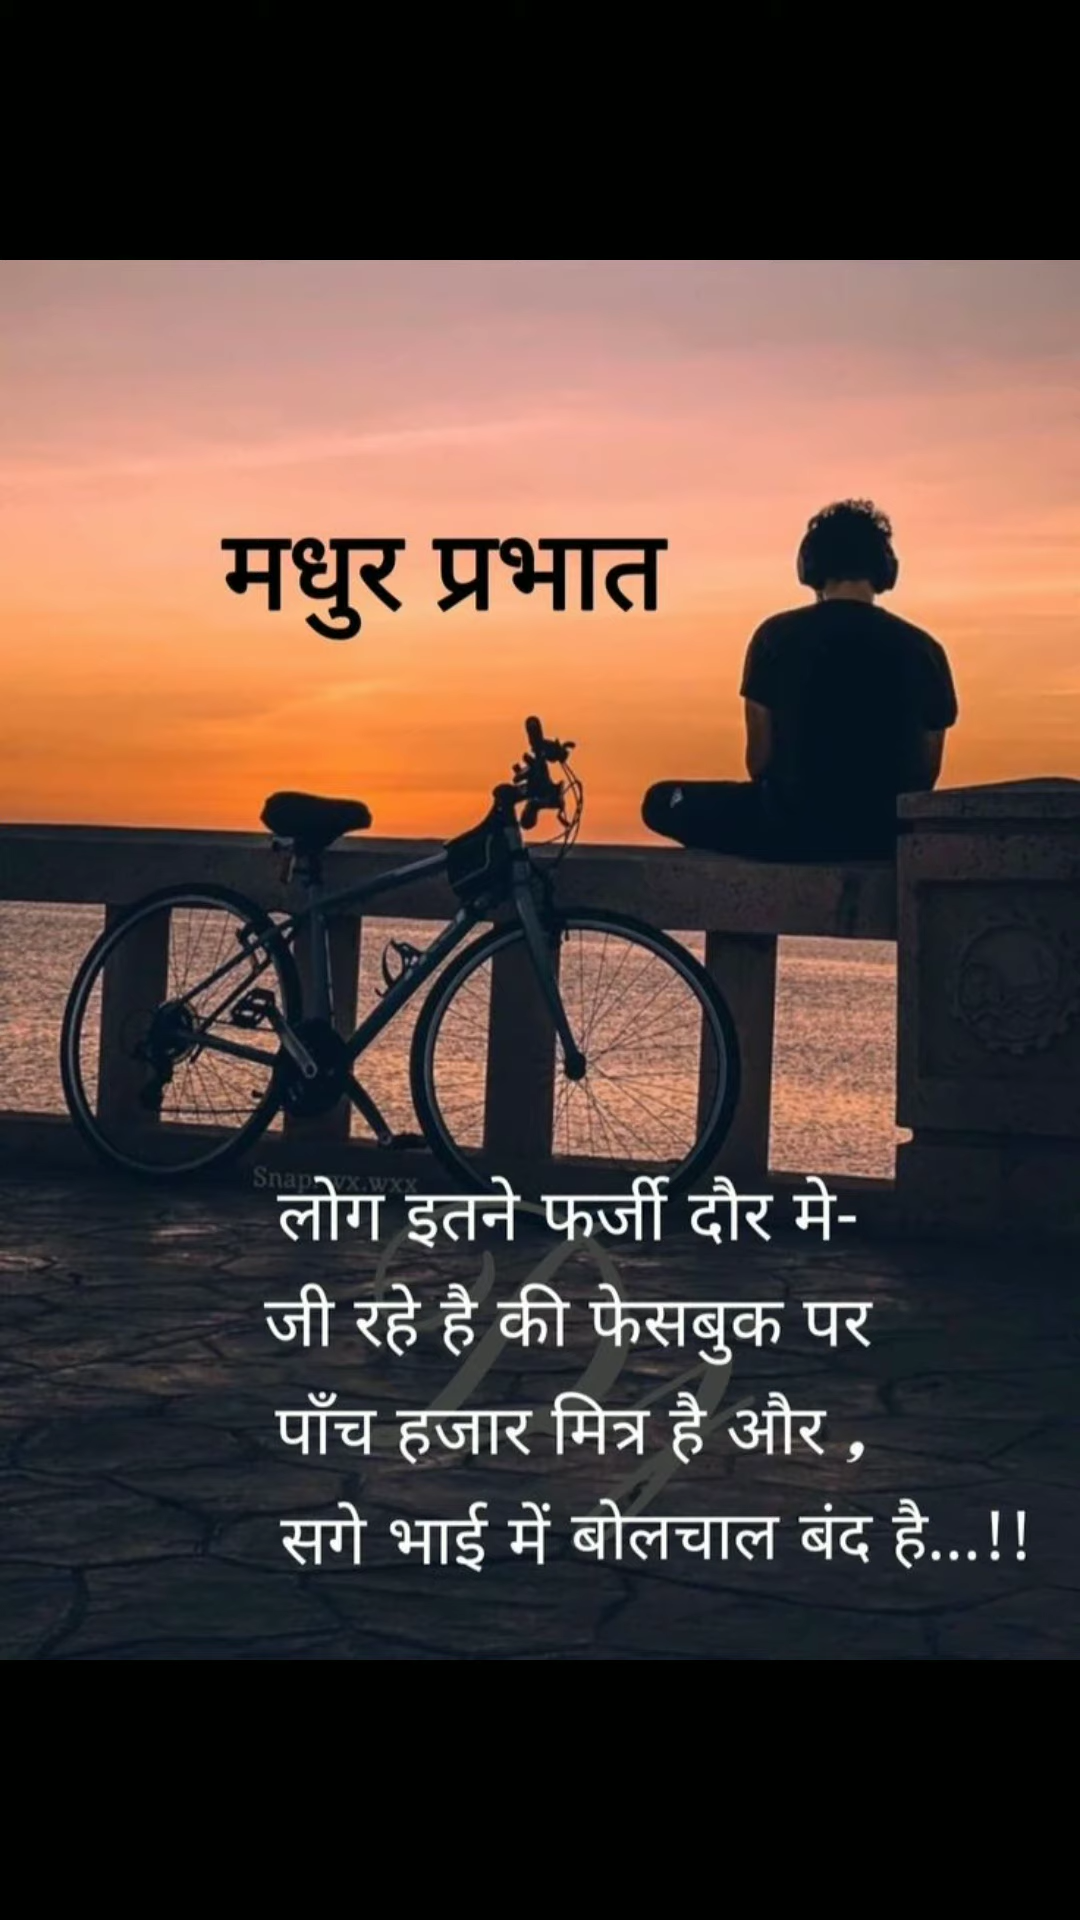 मधुर प्रभात
लोग इतने फर्जी दौर मे-
जी रहे है की फेसबुक पर
पाँच हजार मित्र है और ,
सगे भाई में बोलचाल बंद है...!!